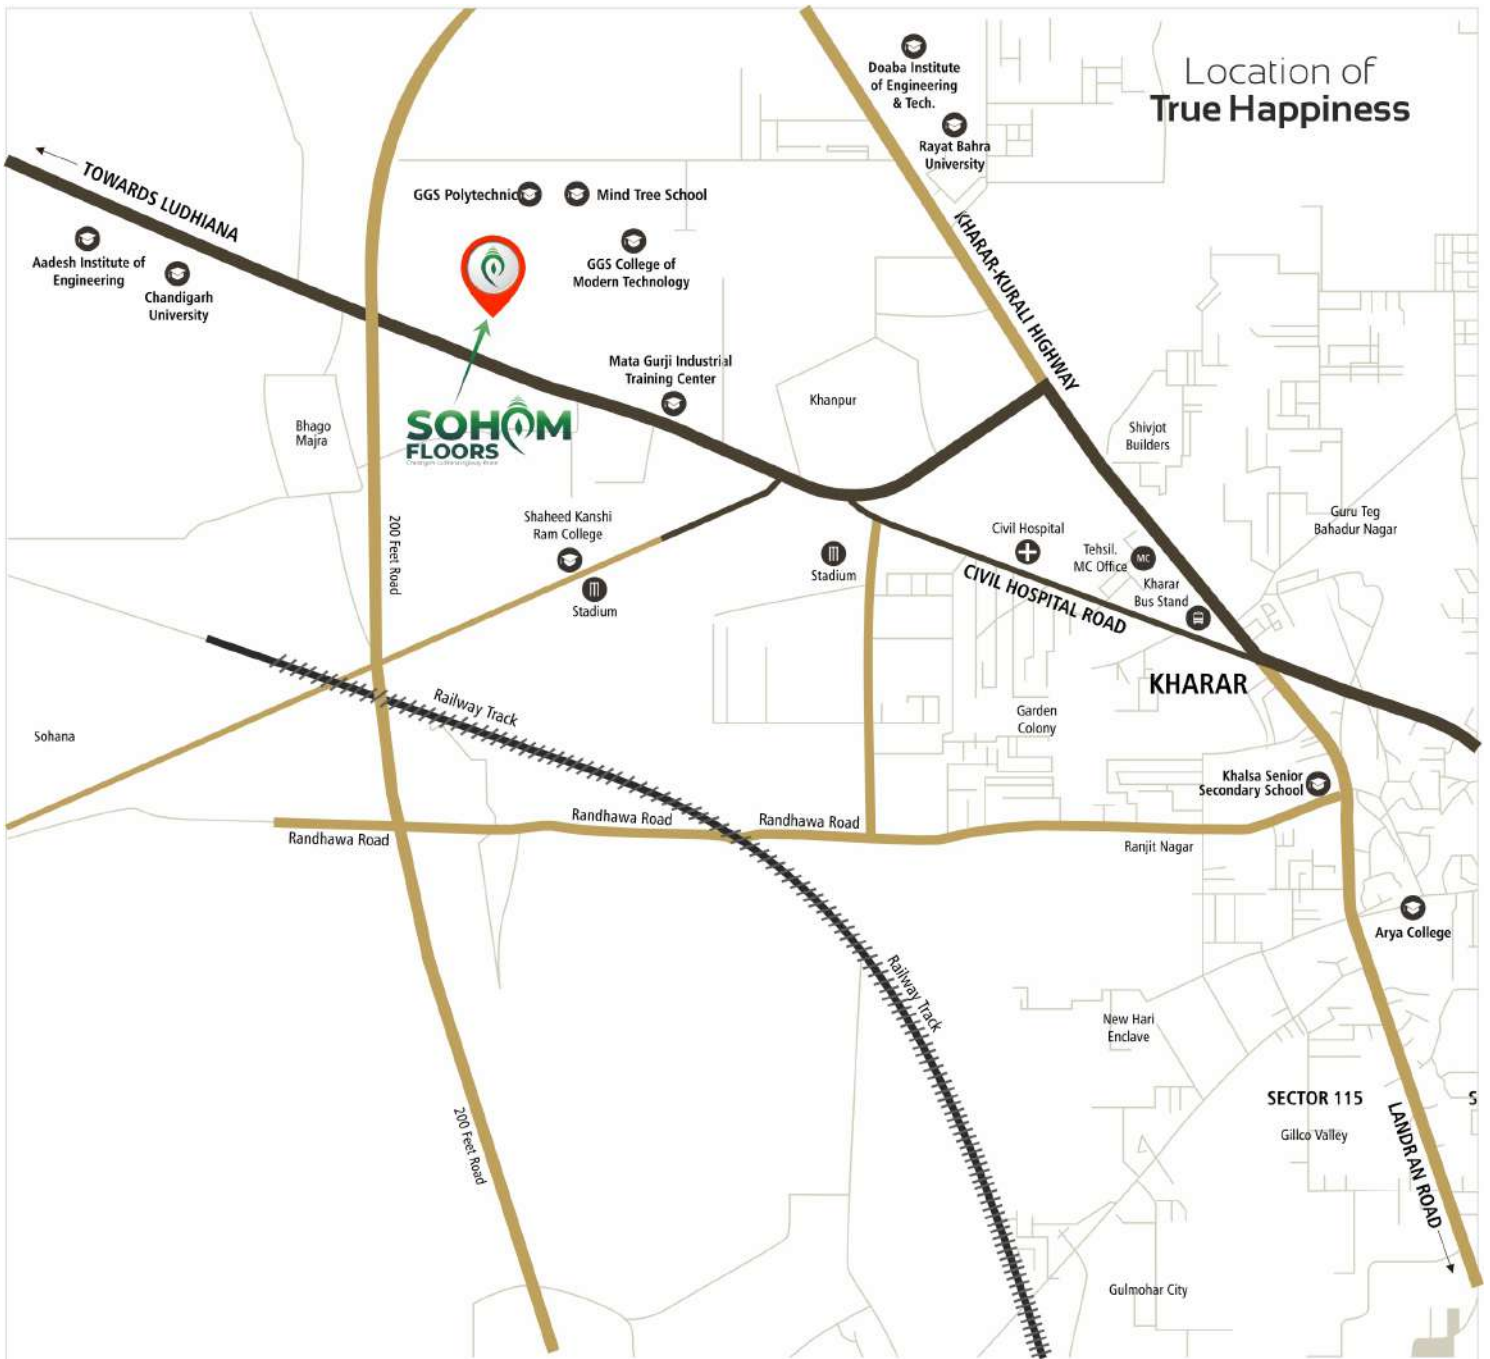 Location of
True Happiness
Doaba Institute
of Engineering
& Tech.
Rayat Bahra
University
TOWARDS LUDHIANA
GGS Polytechnic
Mind Tree School
KHARAR-KURALI HIGHWAY
Aadesh Institute of
Engineering
Chandigarh
University
GGS College of
Modern Technology
Mata Gurji Industrial
Training Center
Khanpur
SOHOM
FLOORS
Bhago
Majra
Shivjot
Builders
200 Feet Road
Shaheed Kanshi
Ram College
Stadium
Stadium
Civil Hospital
Tehsil.
MC Office
MC
Kharar
Bus Stand
Guru Teg
Bahadur Nagar
CIVIL HOSPITAL ROAD
KHARAR
Railway Track
Garden
Colony
Sohana
Khalsa Senior
Secondary School
Randhawa Road
Randhawa Road
Randhawa Road
Ranjit Nagar
Arya College
Railway Track
New Hari
Enclave
SECTOR 115
S
Gillco Valley
200 Feet Road
LANDRAN ROAD
Gulmohar City